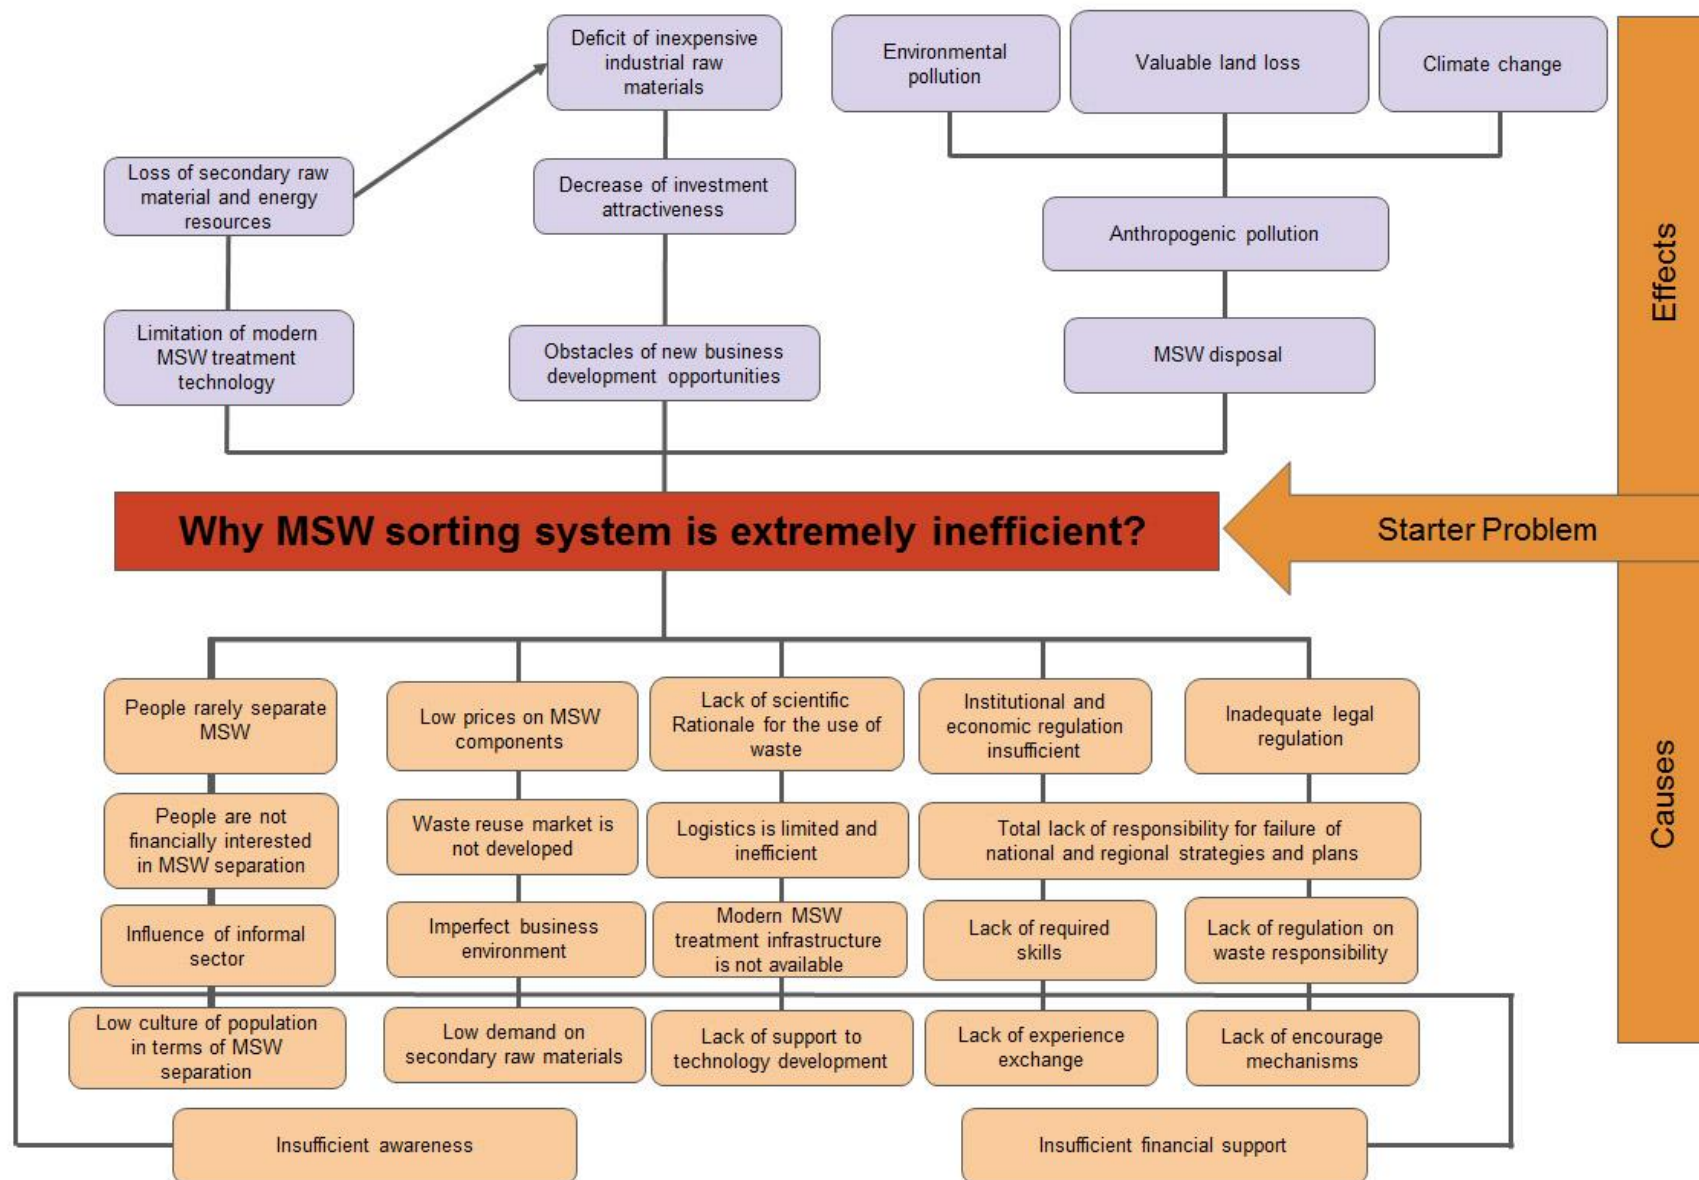 Deficit of inexpensive
industrial raw
materials
Environmental
pollution
Valuable land loss
Climate change
Loss of secondary raw
material and energy
resources
Decrease of investment
attractiveness
Anthropogenic pollution
Limitation of modern
MSW treatment
technology
Obstacles of new business
development opportunities
MSW disposal
Effects
Why MSW sorting system is extremely inefficient?
Starter Problem
Causes
People rarely separate
MSW
Low prices on MSW
components
Lack of scientific
Rationale for the use of
waste
Institutional and
economic regulation
insufficient
Inadequate legal
regulation
People are not
financially interested
in MSW separation
Waste reuse market is
not developed
Logistics is limited and
inefficient
Total lack of responsibility for failure of
national and regional strategies and plans
Influence of informal
sector
Imperfect business
environment
Modern MSW
treatment infrastructure
is not available
Lack of required
skills
Lack of regulation on
waste responsibility
Low culture of population
in terms of MSW
separation
Low demand on
secondary raw materials
Lack of support to
technology development
Lack of experience
exchange
Lack of encourage
mechanisms
Insufficient awareness
Insufficient financial support